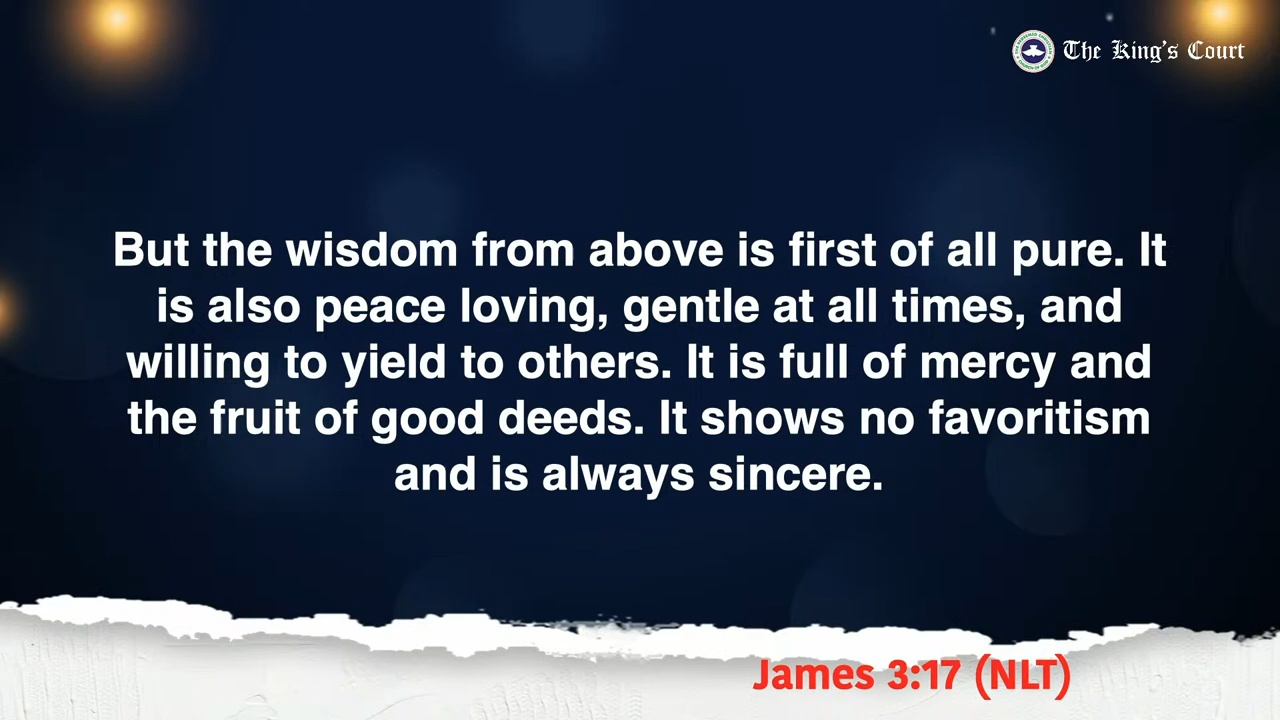 The King's Court
But the wisdom from above is first of all pure. It
is also peace loving, gentle at all times, and
willing to yield to others. It is full of mercy and
the fruit of good deeds. It shows no favoritism
and is always sincere.
James 3:17 (NLT)